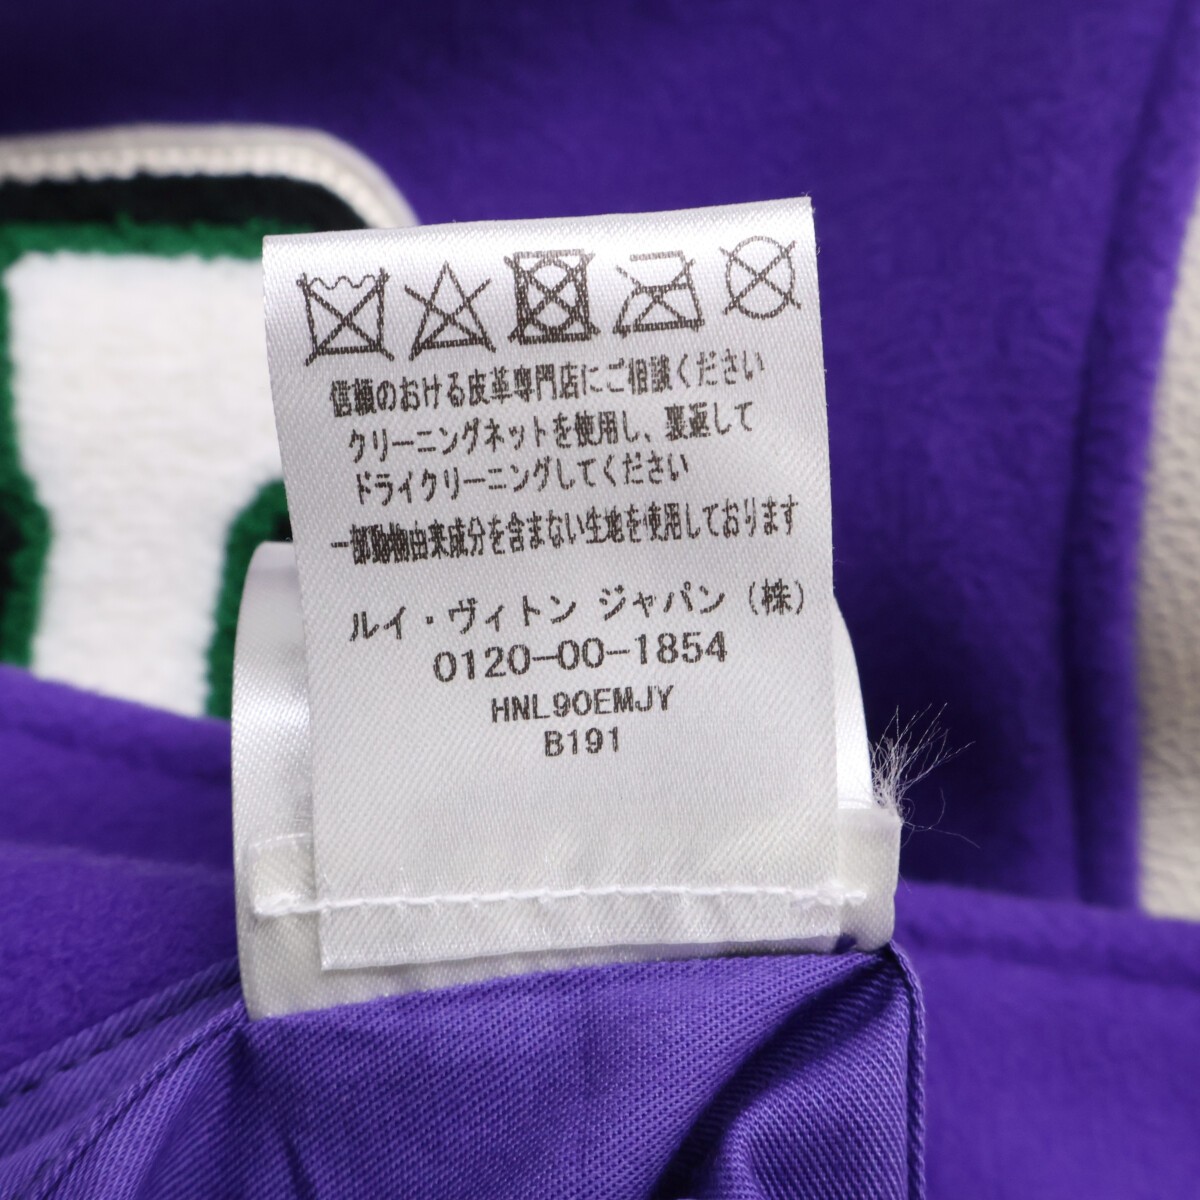 信頼のおける皮革専門店にご相談ください
クリーニングネットを使用し、裏返して
ドライクリーニングしてください
一部動物由来成分を含まない生地を使用しております
ルイ・ヴィトン ジャパン（株）
0120-00-1854
HNL90EMJY
B191